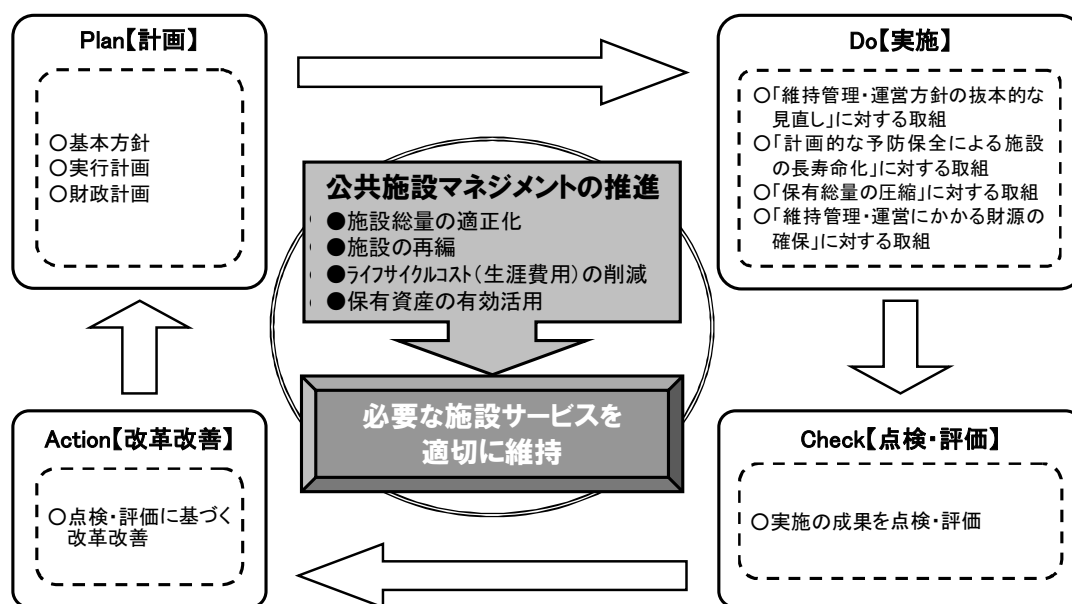 Plan【計画】
○基本方針
○実行計画
○財政計画
Do【実施】
○「維持管理・運営方針の抜本的な
見直し」に対する取組
○「計画的な予防保全による施設
の長寿命化」に対する取組
○「保有総量の圧縮」に対する取組
○「維持管理・運営にかかる財源の
確保」に対する取組
公共施設マネジメントの推進
●施設総量の適正化
●施設の再編
●ライフサイクルコスト(生涯費用)の削減
●保有資産の有効活用
必要な施設サービスを
適切に維持
Action【改革改善】
○点検・評価に基づく
改革改善
Check【点検・評価】
○実施の成果を点検・評価